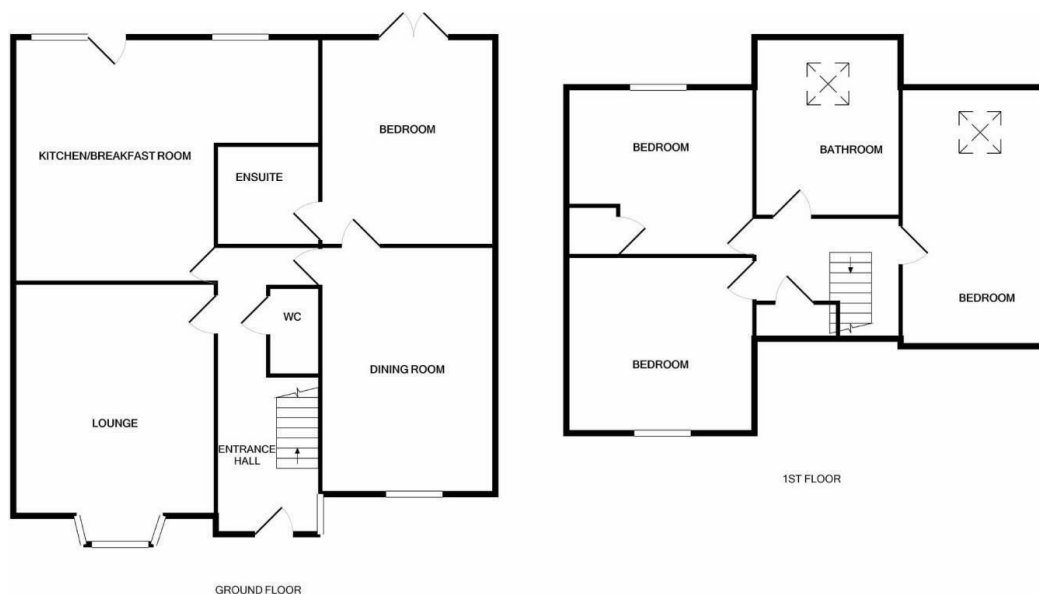 KITCHEN/BREAKFAST ROOM
BEDROOM
ENSUITE
WC
LOUNGE
ENTRANCE
HALL
DINING ROOM
GROUND FLOOR
BEDROOM
BATHROOM
BEDROOM
BEDROOM
1ST FLOOR